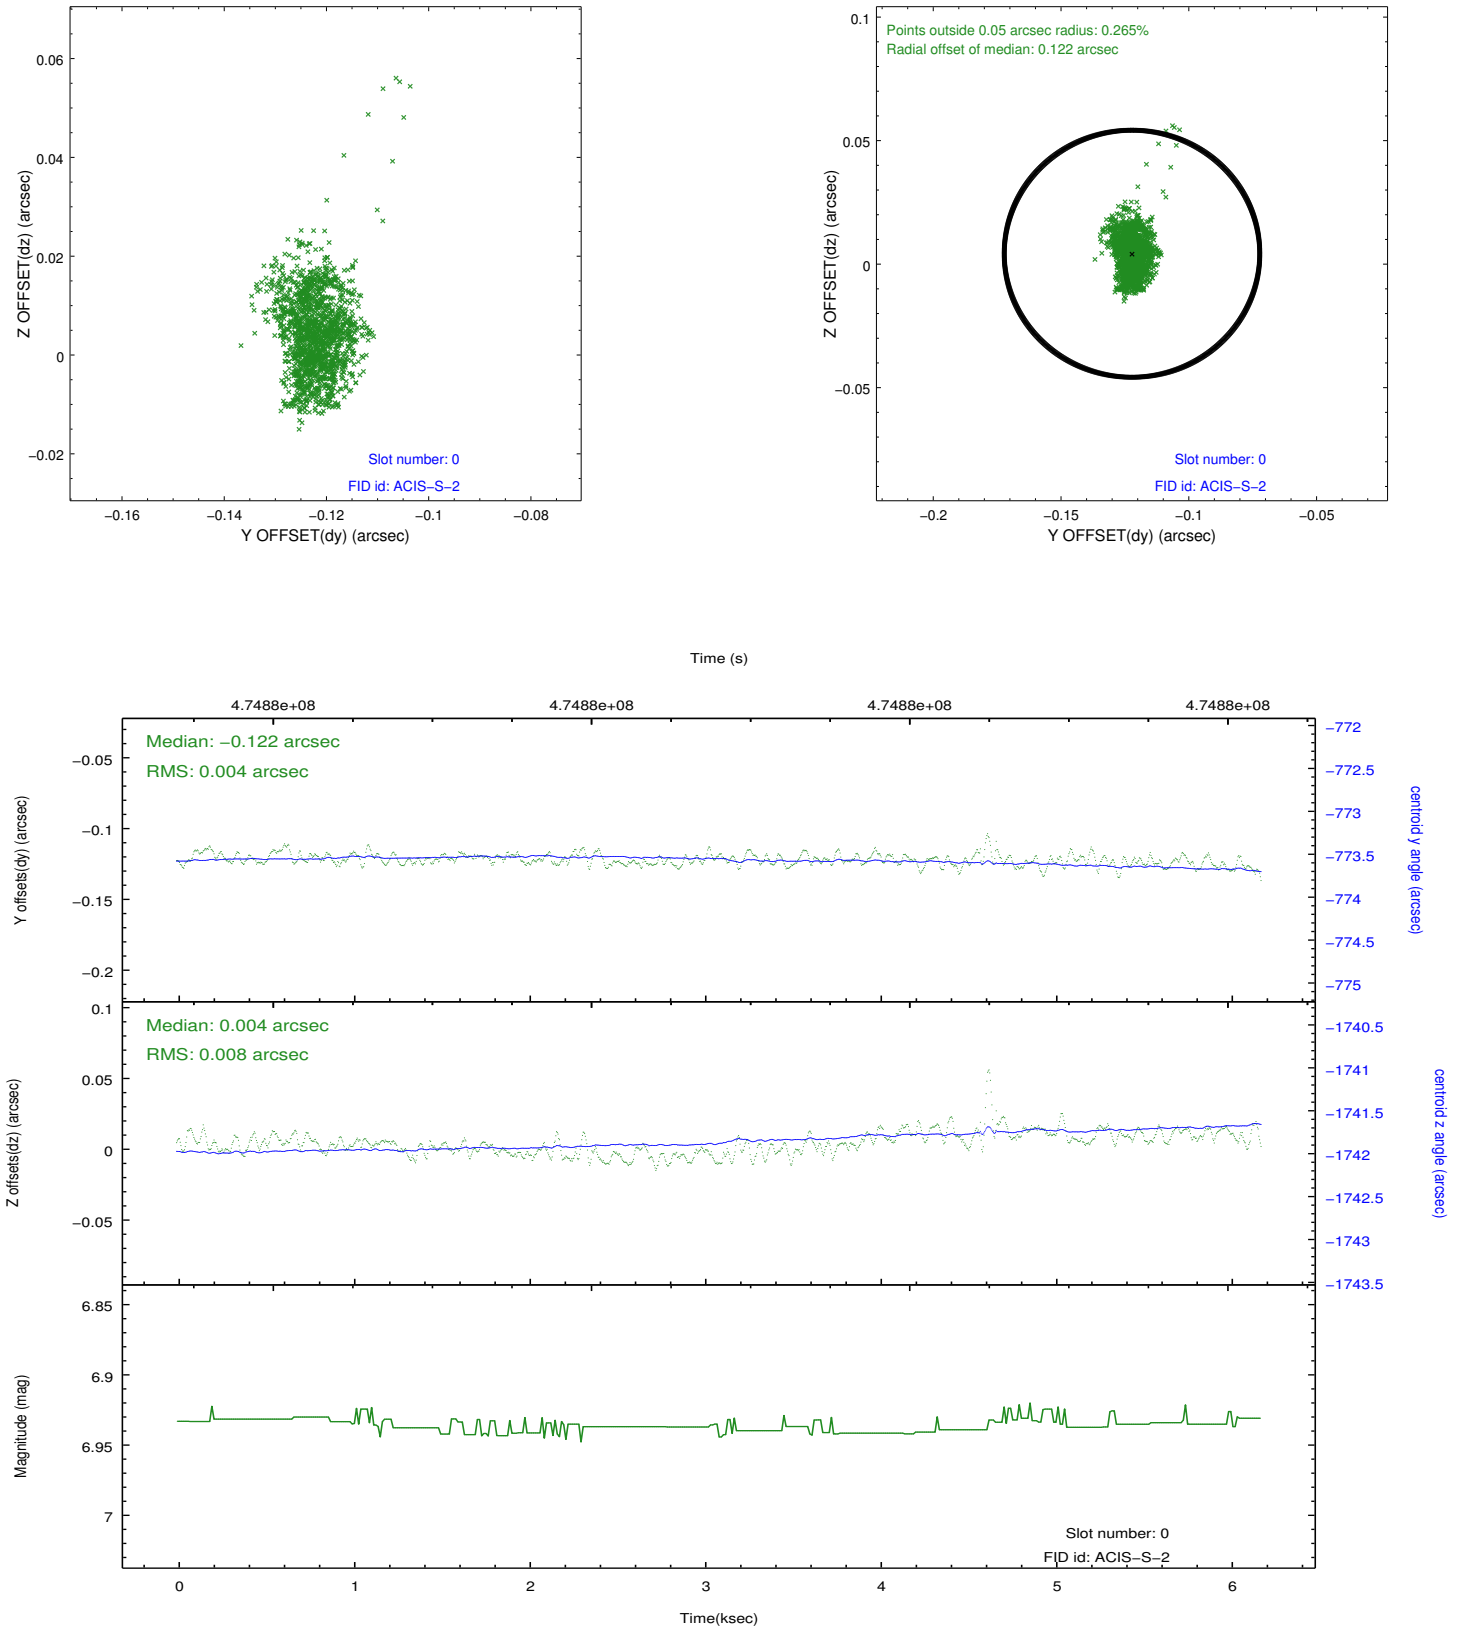 0.06
0.04
0.02
0
−0.02
Z OFFSET(dz) (arcsec)
Slot number: 0
FID id: ACIS−S−2
−0.16 −0.14 −0.12 −0.1 −0.08
Y OFFSET(dy) (arcsec)
Points outside 0.05 arcsec radius: 0.265%
Radial offset of median: 0.122 arcsec
0.1
0.05
0
−0.05
Z OFFSET(dz) (arcsec)
Slot number: 0
FID id: ACIS−S−2
−0.2 −0.15 −0.1 −0.05
Y OFFSET(dy) (arcsec)
Time (s)
4.7488e+08 4.7488e+08 4.7488e+08 4.7488e+08
Median: −0.122 arcsec
RMS: 0.004 arcsec
−0.05
−0.1
−0.15
−0.2
Y offsets(dy) (arcsec)
−772
−772.5
−773
−773.5
−774
−774.5
−775
centroid y angle (arcsec)
Median: 0.004 arcsec
RMS: 0.008 arcsec
0.1
0.05
0
−0.05
Z offsets(dz) (arcsec)
−1740.5
−1741
−1741.5
−1742
−1742.5
−1743
−1743.5
centroid z angle (arcsec)
6.85
6.9
6.95
7
Magnitude (mag)
Slot number: 0
FID id: ACIS−S−2
0 1 2 3 4 5 6
Time(ksec)